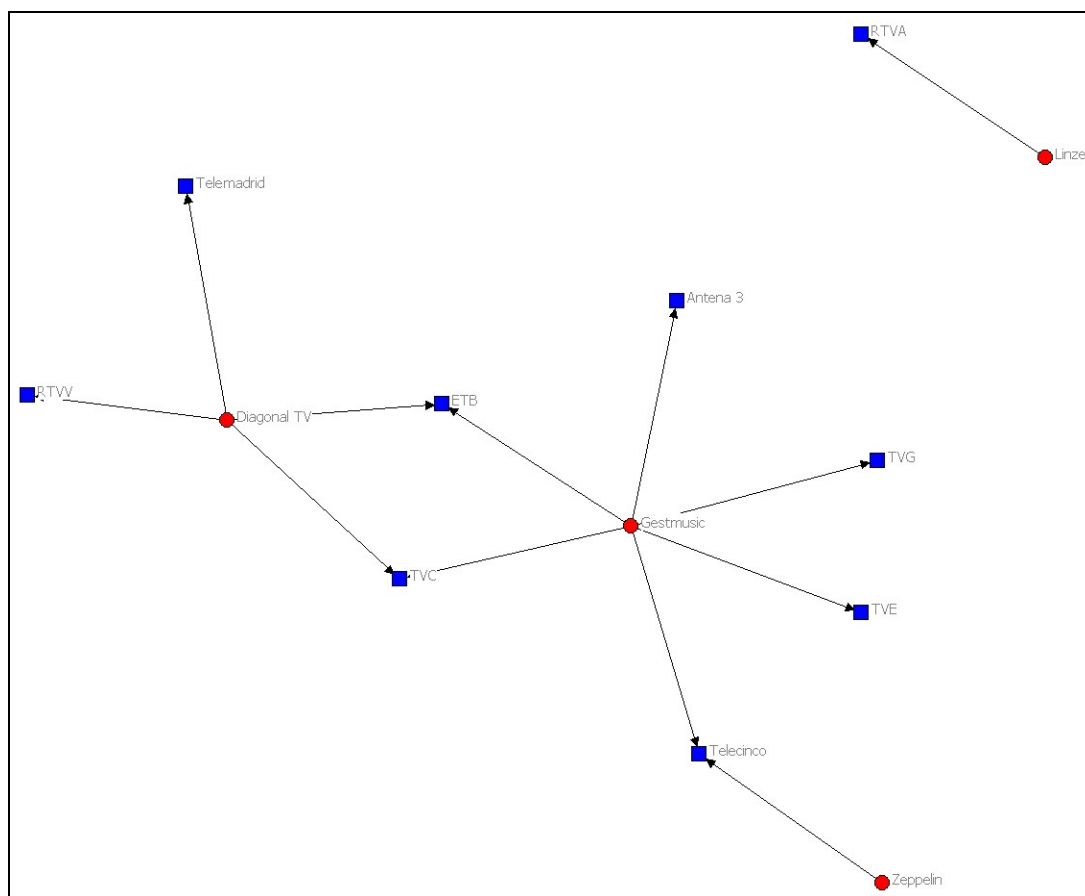 RTVA
Linze
Telemadrid
Antena 3
RTVV
ETB
Diagonal TV
TVG
Gestmusic
TVC
TVE
Telecinco
Zeppelin